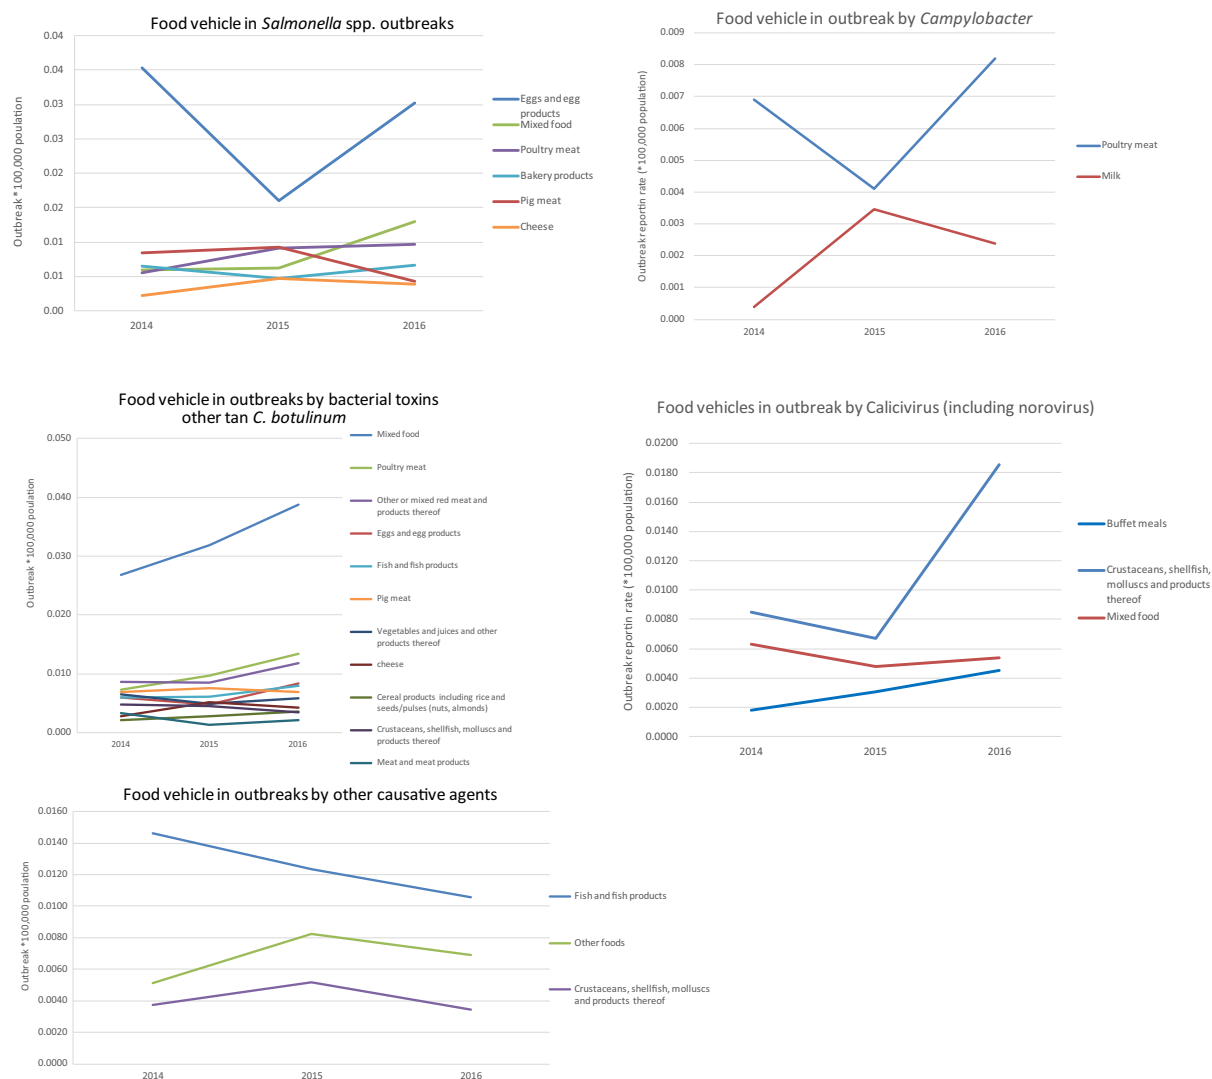 Food vehicle in Salmonella spp. outbreaks
Outbreak *100,000 poulation
0.04
0.04
0.03
0.03
0.02
0.02
0.01
0.01
0.00
2014
2015
2016
Eggs and egg
products
Mixed food
Poultry meat
Bakery products
Pig meat
Cheese
Food vehicle in outbreak by Campylobacter
Outbreak reportin rate (*100,000 population)
0.009
0.008
0.007
0.006
0.005
0.004
0.003
0.002
0.001
0.000
2014
2015
2016
Poultry meat
Milk
Food vehicle in outbreaks by bacterial toxins
other tan C. botulinum
Outbreak *100,000 poulation
0.050
0.040
0.030
0.020
0.010
0.000
2014
2015
2016
Mixed food
Poultry meat
Other or mixed red meat and
products thereof
Eggs and egg products
Fish and fish products
Pig meat
Vegetables and juices and other
products thereof
cheese
Cereal products including rice and
seeds/pulses (nuts, almonds)
Crustaceans, shellfish, molluscs and
products thereof
Meat and meat products
Food vehicles in outbreak by Calicivirus (including norovirus)
Outbreak reportin rate (*100,000 population)
0.0200
0.0180
0.0160
0.0140
0.0120
0.0100
0.0080
0.0060
0.0040
0.0020
0.0000
2014
2015
2016
Buffet meals
Crustaceans, shellfish,
molluscs and products
thereof
Mixed food
Food vehicle in outbreaks by other causative agents
Outbreak *100,000 poulation
0.0160
0.0140
0.0120
0.0100
0.0080
0.0060
0.0040
0.0020
0.0000
2014
2015
2016
Fish and fish products
Other foods
Crustaceans, shellfish, molluscs
and products thereof